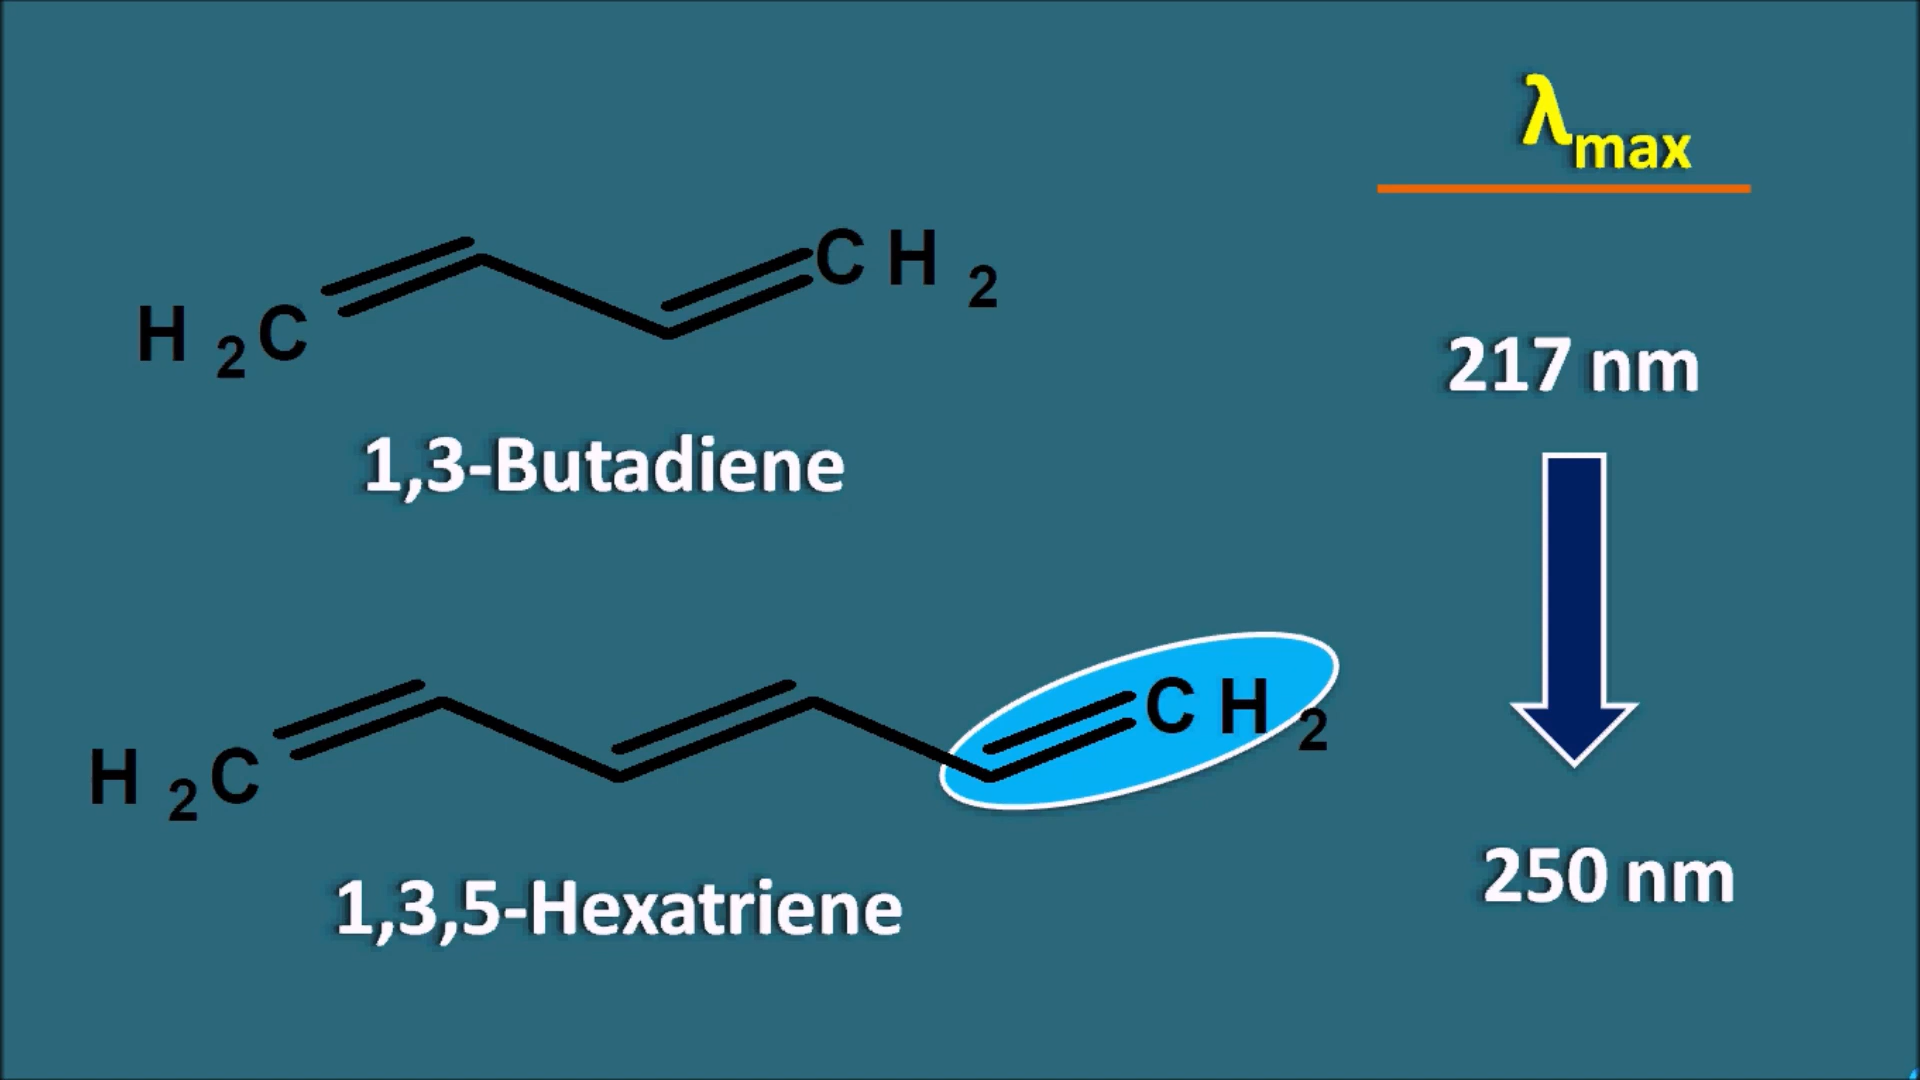 λmax
H2C CH2
217 nm
1,3-Butadiene
H2C CH2
250 nm
1,3,5-Hexatriene